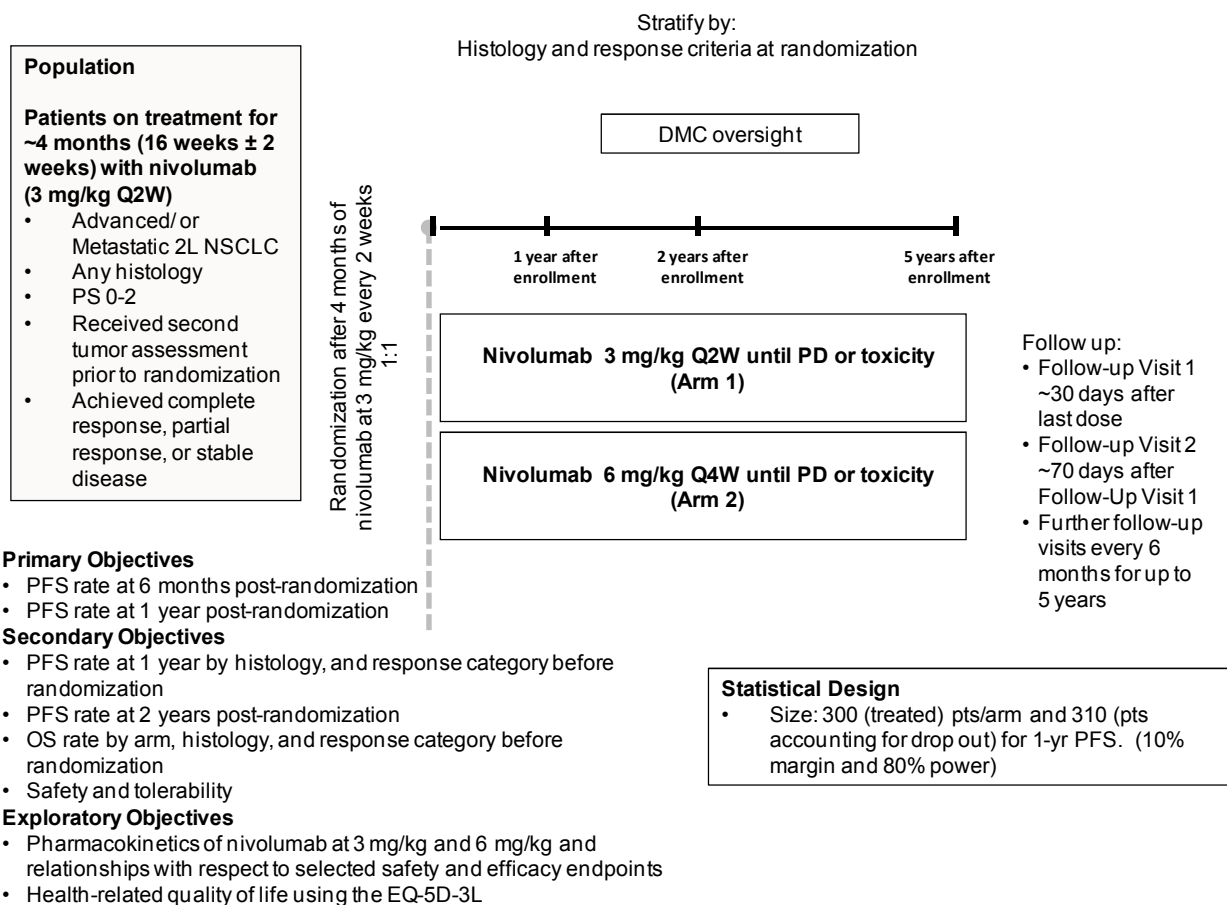 Stratify by:
Histology and response criteria at randomization
Population
Patients on treatment for
~4 months (16 weeks ± 2
weeks) with nivolumab
(3 mg/kg Q2W)
• Advanced/ or
Metastatic 2L NSCLC
• Any histology
• PS 0-2
• Received second
tumor assessment
prior to randomization
• Achieved complete
response, partial
response, or stable
disease
Randomization after 4 months of
nivolumab at 3 mg/kg every 2 weeks
1:1
DMC oversight
1 year after
enrollment
2 years after
enrollment
5 years after
enrollment
Nivolumab 3 mg/kg Q2W until PD or toxicity
(Arm 1)
Nivolumab 6 mg/kg Q4W until PD or toxicity
(Arm 2)
Follow up:
• Follow-up Visit 1
~30 days after
last dose
• Follow-up Visit 2
~70 days after
Follow-Up Visit 1
• Further follow-up
visits every 6
months for up to
5 years
Primary Objectives
• PFS rate at 6 months post-randomization
• PFS rate at 1 year post-randomization
Secondary Objectives
• PFS rate at 1 year by histology, and response category before
randomization
• PFS rate at 2 years post-randomization
• OS rate by arm, histology, and response category before
randomization
• Safety and tolerability
Exploratory Objectives
• Pharmacokinetics of nivolumab at 3 mg/kg and 6 mg/kg and
relationships with respect to selected safety and efficacy endpoints
• Health-related quality of life using the EQ-5D-3L
Statistical Design
• Size: 300 (treated) pts/arm and 310 (pts
accounting for drop out) for 1-yr PFS. (10%
margin and 80% power)